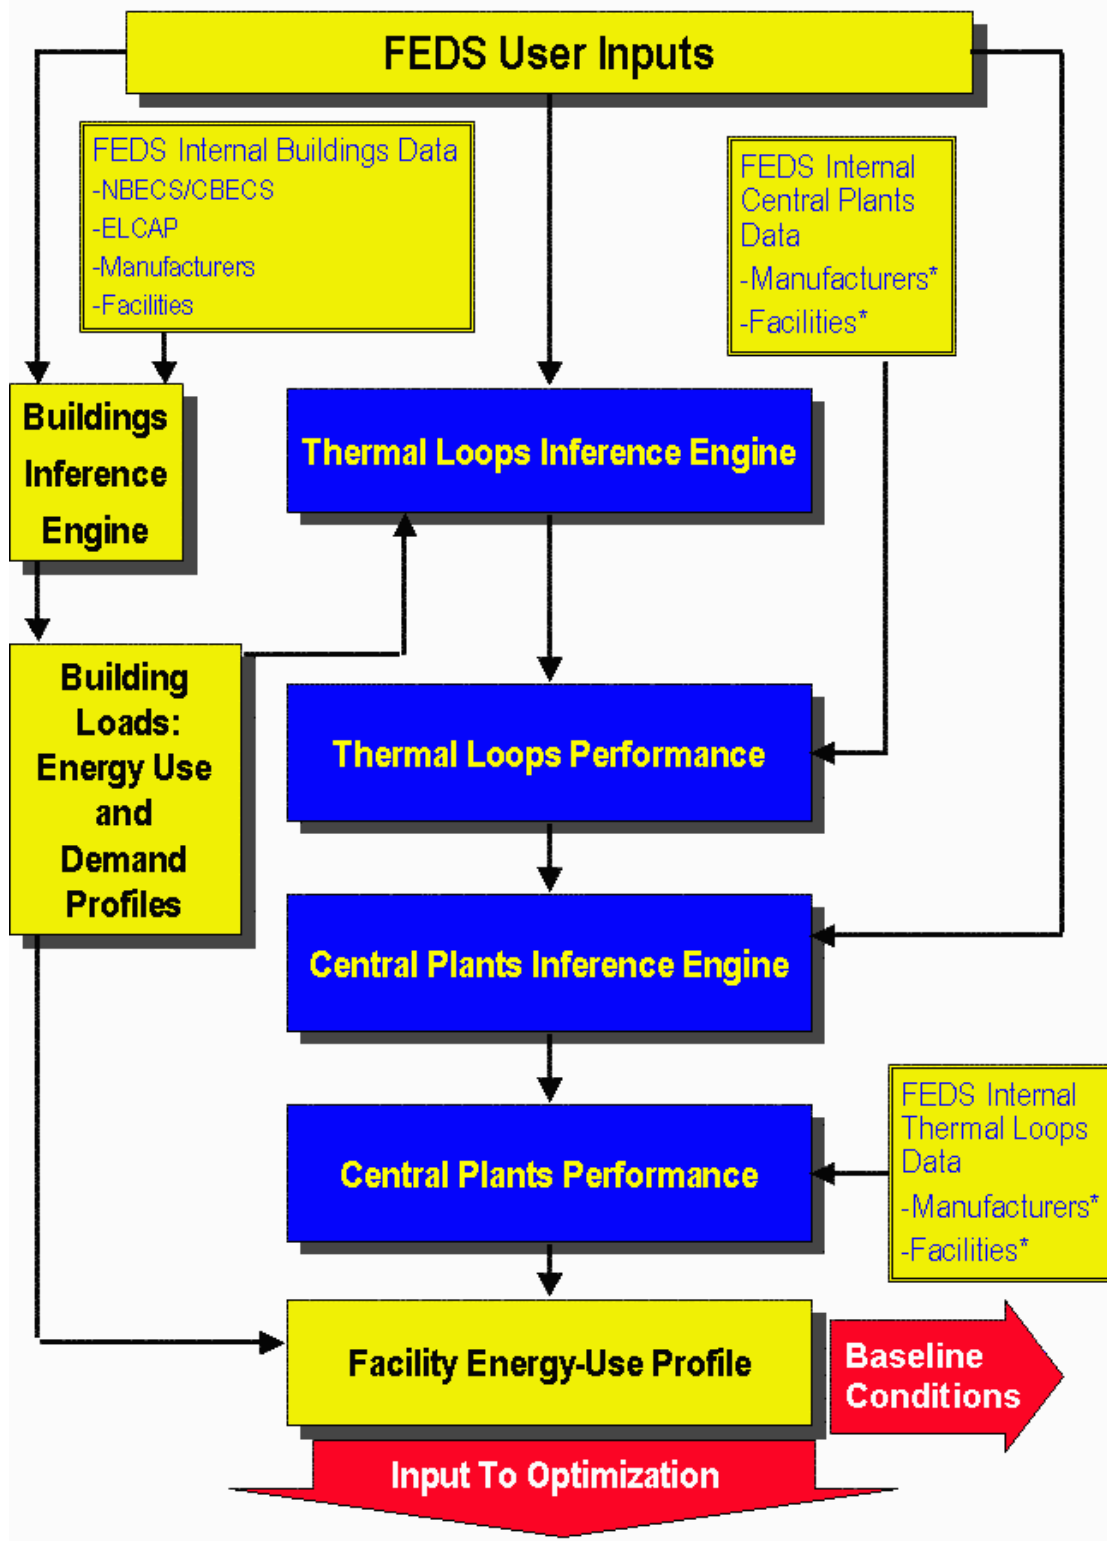 FEDS User Inputs
FEDS Internal Buildings Data
-NBECS/CBECS
-ELCAP
-Manufacturers
-Facilities
FEDS Internal
Central Plants
Data
-Manufacturers*
-Facilities*
Buildings
Inference
Engine
Thermal Loops Inference Engine
Building
Loads:
Energy Use
and
Demand
Profiles
Thermal Loops Performance
Central Plants Inference Engine
Central Plants Performance
FEDS Internal
Thermal Loops
Data
-Manufacturers*
-Facilities*
Facility Energy-Use Profile
Baseline
Conditions
Input To Optimization